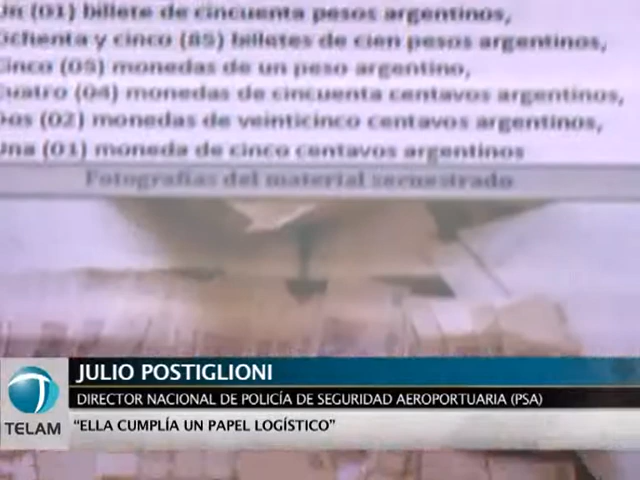 Un (01) billete de cincuenta pesos argentinos,
Ochenta y cinco (85) billetes de cien pesos argentinos,
Cinco (05) monedas de un peso argentino,
Cuatro (04) monedas de cincuenta centavos argentinos,
Dos (02) monedas de veinticinco centavos argentinos,
Una (01) moneda de cinco centavos argentinos
Fotografías del material secuestrado
JULIO POSTIGLIONI
DIRECTOR NACIONAL DE POLICÍA DE SEGURIDAD AEROPORTUARIA (PSA)
TELAM
“ELLA CUMPLÍA UN PAPEL LOGÍSTICO”